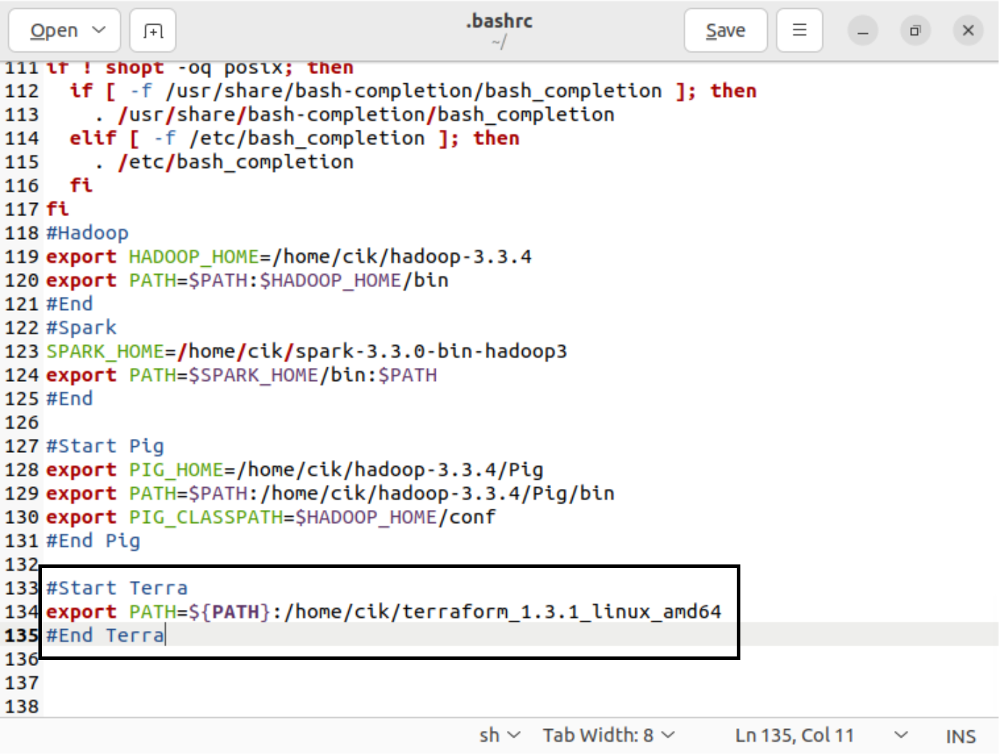 Open
.bashrc
~/
Save
111 if ! shopt -oq posix; then
112   if [ -f /usr/share/bash-completion/bash_completion ]; then
113     . /usr/share/bash-completion/bash_completion
114   elif [ -f /etc/bash_completion ]; then
115     . /etc/bash_completion
116   fi
117 fi
118 #Hadoop
119 export HADOOP_HOME=/home/cik/hadoop-3.3.4
120 export PATH=$PATH:$HADOOP_HOME/bin
121 #End
122 #Spark
123 SPARK_HOME=/home/cik/spark-3.3.0-bin-hadoop3
124 export PATH=$SPARK_HOME/bin:$PATH
125 #End
126
127 #Start Pig
128 export PIG_HOME=/home/cik/hadoop-3.3.4/Pig
129 export PATH=$PATH:/home/cik/hadoop-3.3.4/Pig/bin
130 export PIG_CLASSPATH=$HADOOP_HOME/conf
131 #End Pig
132
133 #Start Terra
134 export PATH=${PATH}:/home/cik/terraform_1.3.1_linux_amd64
135 #End Terra
136
137
138
sh Tab Width: 8 Ln 135, Col 11 INS